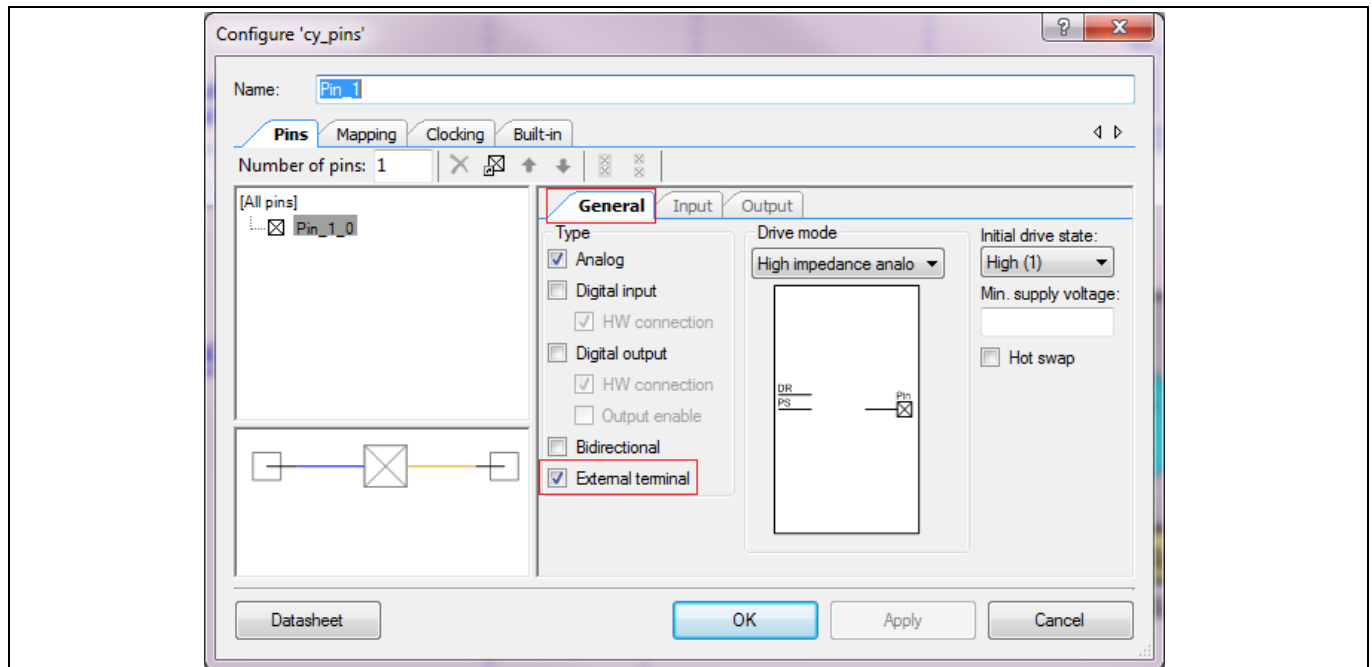 Configure 'cy_pins'
Name: Pin_1
Pins Mapping Clocking Built-in
Number of pins: 1
[All pins]
Pin_1_0
General Input Output
Type
Analog
Digital input
HW connection
Digital output
HW connection
Output enable
Bidirectional
External terminal
Drive mode
High impedance analo
DR
PS
Pin
Initial drive state:
High (1)
Min. supply voltage:
Hot swap
Datasheet OK Apply Cancel